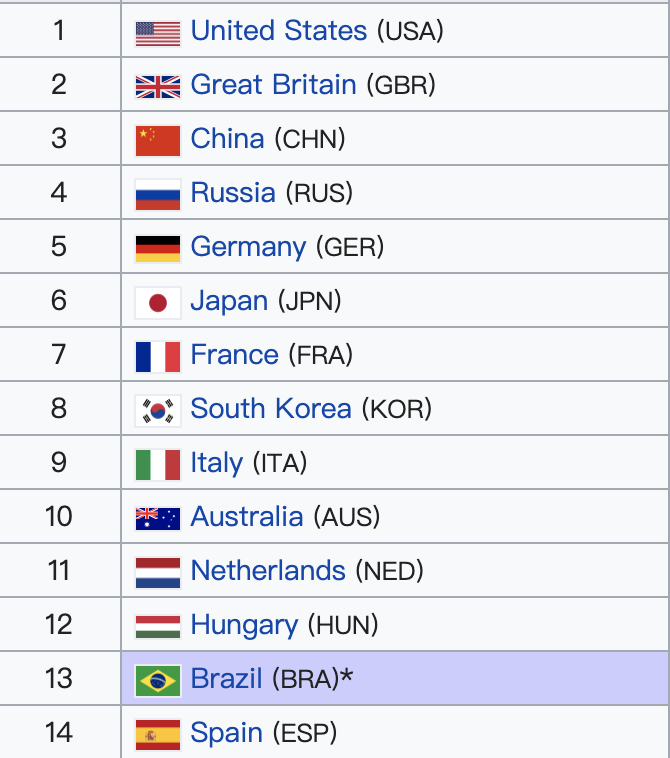 1 United States (USA)
2 Great Britain (GBR)
3 China (CHN)
4 Russia (RUS)
5 Germany (GER)
6 Japan (JPN)
7 France (FRA)
8 South Korea (KOR)
9 Italy (ITA)
10 Australia (AUS)
11 Netherlands (NED)
12 Hungary (HUN)
13 Brazil (BRA)*
14 Spain (ESP)